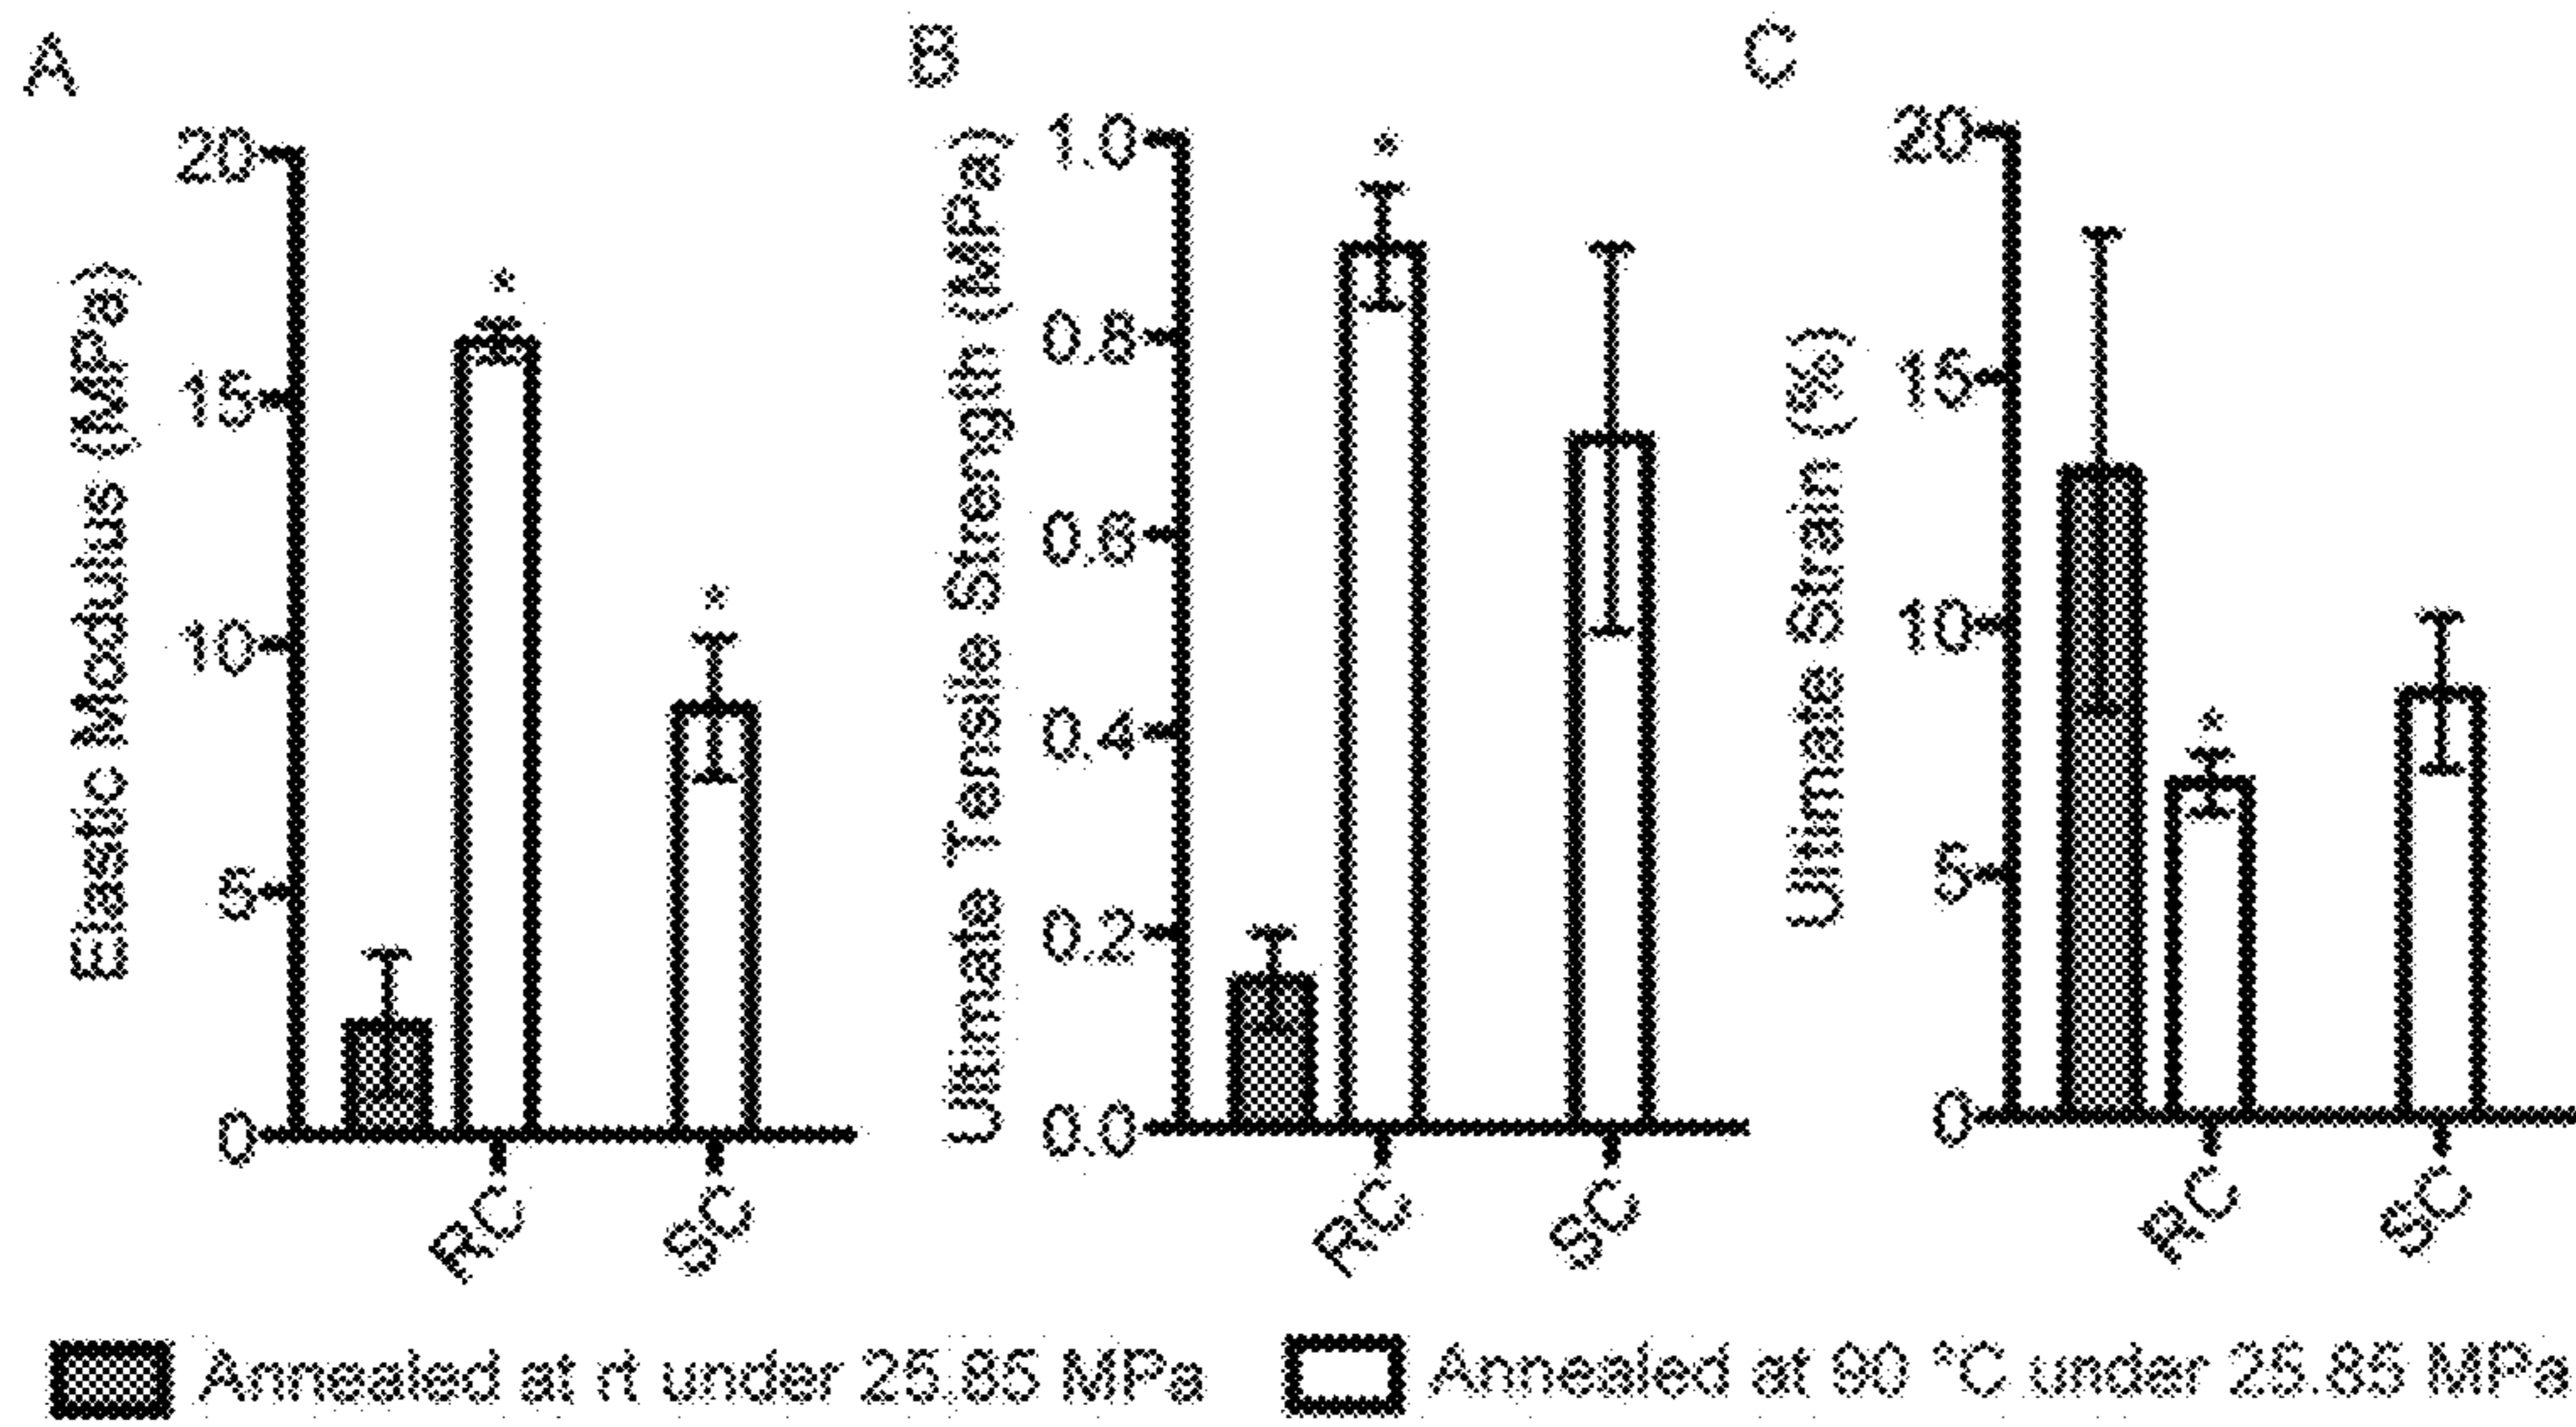 A
Elastic Modulus (MPa)
20
15
10
5
0
*
*
RC
SC
B
Ultimate Tensile Strength (MPa)
1.0
0.8
0.6
0.4
0.2
0.0
*
RC
SC
C
Ultimate Strain (%)
20
15
10
5
0
*
RC
SC
Annealed at rt under 25.85 MPa
Annealed at 90 °C under 25.85 MPa